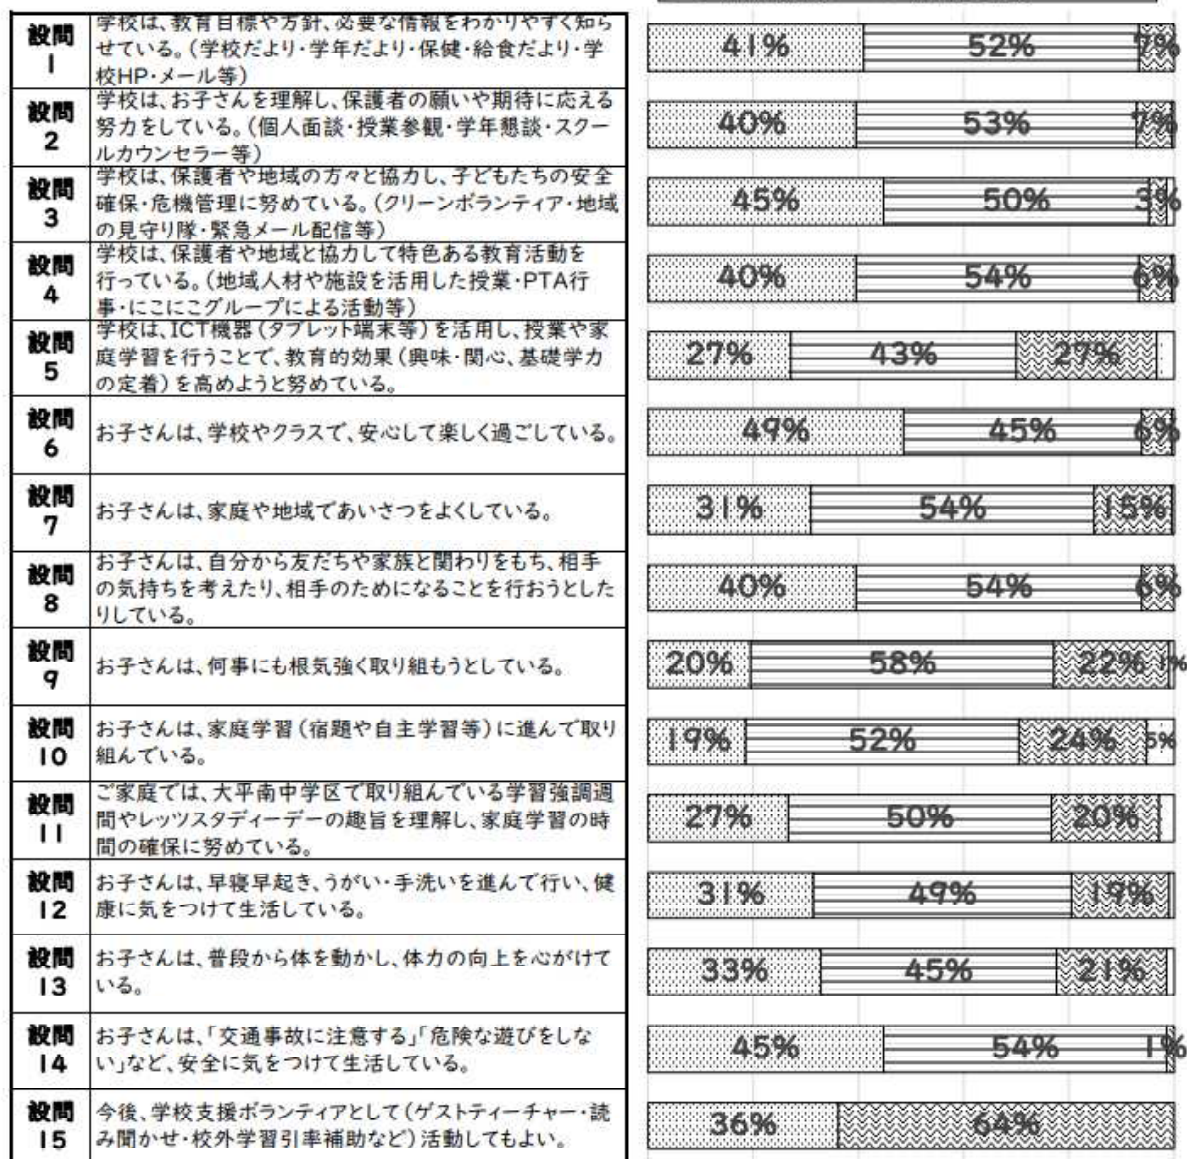 設問
1
学校は、教育目標や方針、必要な情報をわかりやすく知ら
せている。（学校だより・学年だより・保健・給食だより・学
校HP・メール等）
41%
52%
7%
設問
2
学校は、お子さんを理解し、保護者の願いや期待に応える
努力をしている。（個人面談・授業参観・学年懇談・スクー
ルカウンセラー等）
40%
53%
7%
設問
3
学校は、保護者や地域の方々と協力し、子どもたちの安全
確保・危機管理に努めている。（クリーンボランティア・地域
の見守り隊・緊急メール配信等）
45%
50%
3%
設問
4
学校は、保護者や地域と協力して特色ある教育活動を
行っている。（地域人材や施設を活用した授業・PTA行
事・にこにこグループによる活動等）
40%
54%
6%
設問
5
学校は、ICT機器（タブレット端末等）を活用し、授業や家
庭学習を行うことで、教育的効果（興味・関心、基礎学力
の定着）を高めようと努めている。
27%
43%
27%
設問
6
お子さんは、学校やクラスで、安心して楽しく過ごしている。
49%
45%
6%
設問
7
お子さんは、家庭や地域であいさつをよくしている。
31%
54%
15%
設問
8
お子さんは、自分から友だちや家族と関わりをもち、相手
の気持ちを考えたり、相手のためになることを行おうとした
りしている。
40%
54%
6%
設問
9
お子さんは、何事にも根気強く取り組もうとしている。
20%
58%
22%
1%
設問
10
お子さんは、家庭学習（宿題や自主学習等）に進んで取り
組んでいる。
19%
52%
24%
5%
設問
11
ご家庭では、大平南中学区で取り組んでいる学習強調週
間やレッツスタディーデーの趣旨を理解し、家庭学習の時
間の確保に努めている。
27%
50%
20%
設問
12
お子さんは、早寝早起き、うがい・手洗いを進んで行い、健
康に気をつけて生活している。
31%
49%
19%
設問
13
お子さんは、普段から体を動かし、体力の向上を心がけて
いる。
33%
45%
21%
設問
14
お子さんは、「交通事故に注意する」「危険な遊びをしな
い」など、安全に気をつけて生活している。
45%
54%
1%
設問
15
今後、学校支援ボランティアとして（ゲストティーチャー・読
み聞かせ・校外学習引率補助など）活動してもよい。
36%
64%